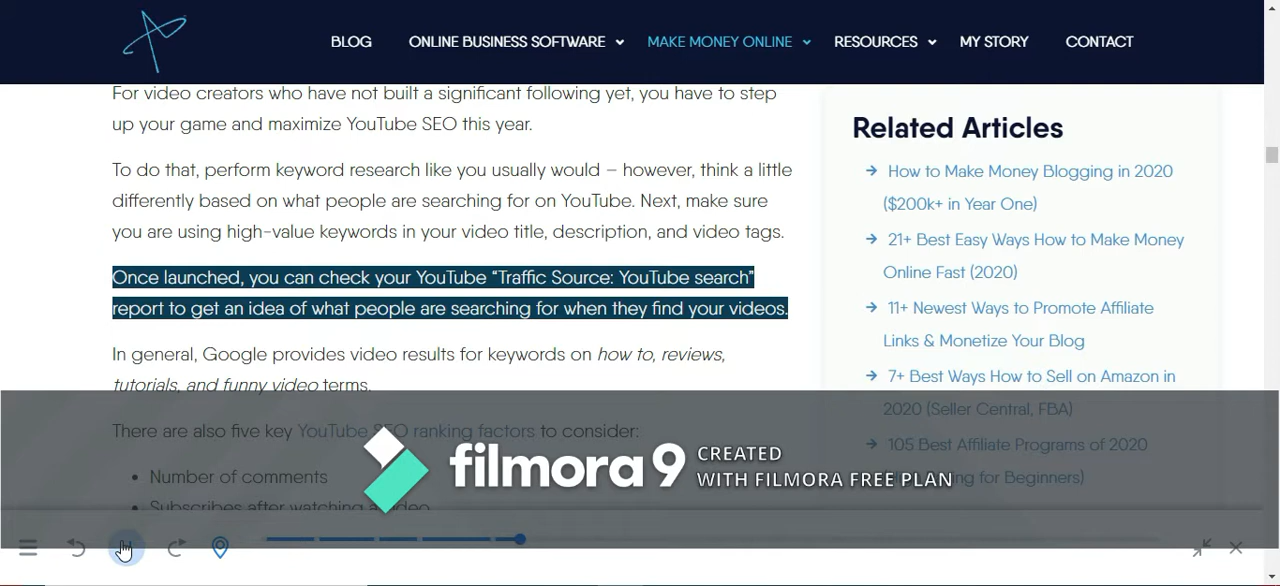 BLOG ONLINE BUSINESS SOFTWARE MAKE MONEY ONLINE RESOURCES MY STORY CONTACT
For video creators who have not built a significant following yet, you have to step
up your game and maximize YouTube SEO this year.
To do that, perform keyword research like you usually would – however, think a little
differently based on what people are searching for on YouTube. Next, make sure
you are using high-value keywords in your video title, description, and video tags.
Once launched, you can check your YouTube “Traffic Source: YouTube search”
report to get an idea of what people are searching for when they find your videos.
In general, Google provides video results for keywords on how to, reviews,
tutorials, and funny video terms.
There are also five key YouTube SEO ranking factors to consider:
• Number of comments
• Subscribes after watching a video
Related Articles
How to Make Money Blogging in 2020
($200k+ in Year One)
21+ Best Easy Ways How to Make Money
Online Fast (2020)
11+ Newest Ways to Promote Affiliate
Links & Monetize Your Blog
7+ Best Ways How to Sell on Amazon in
2020 (Seller Central, FBA)
105 Best Affiliate Programs of 2020
for Beginners)
filmora9 CREATED
WITH FILMORA FREE PLAN